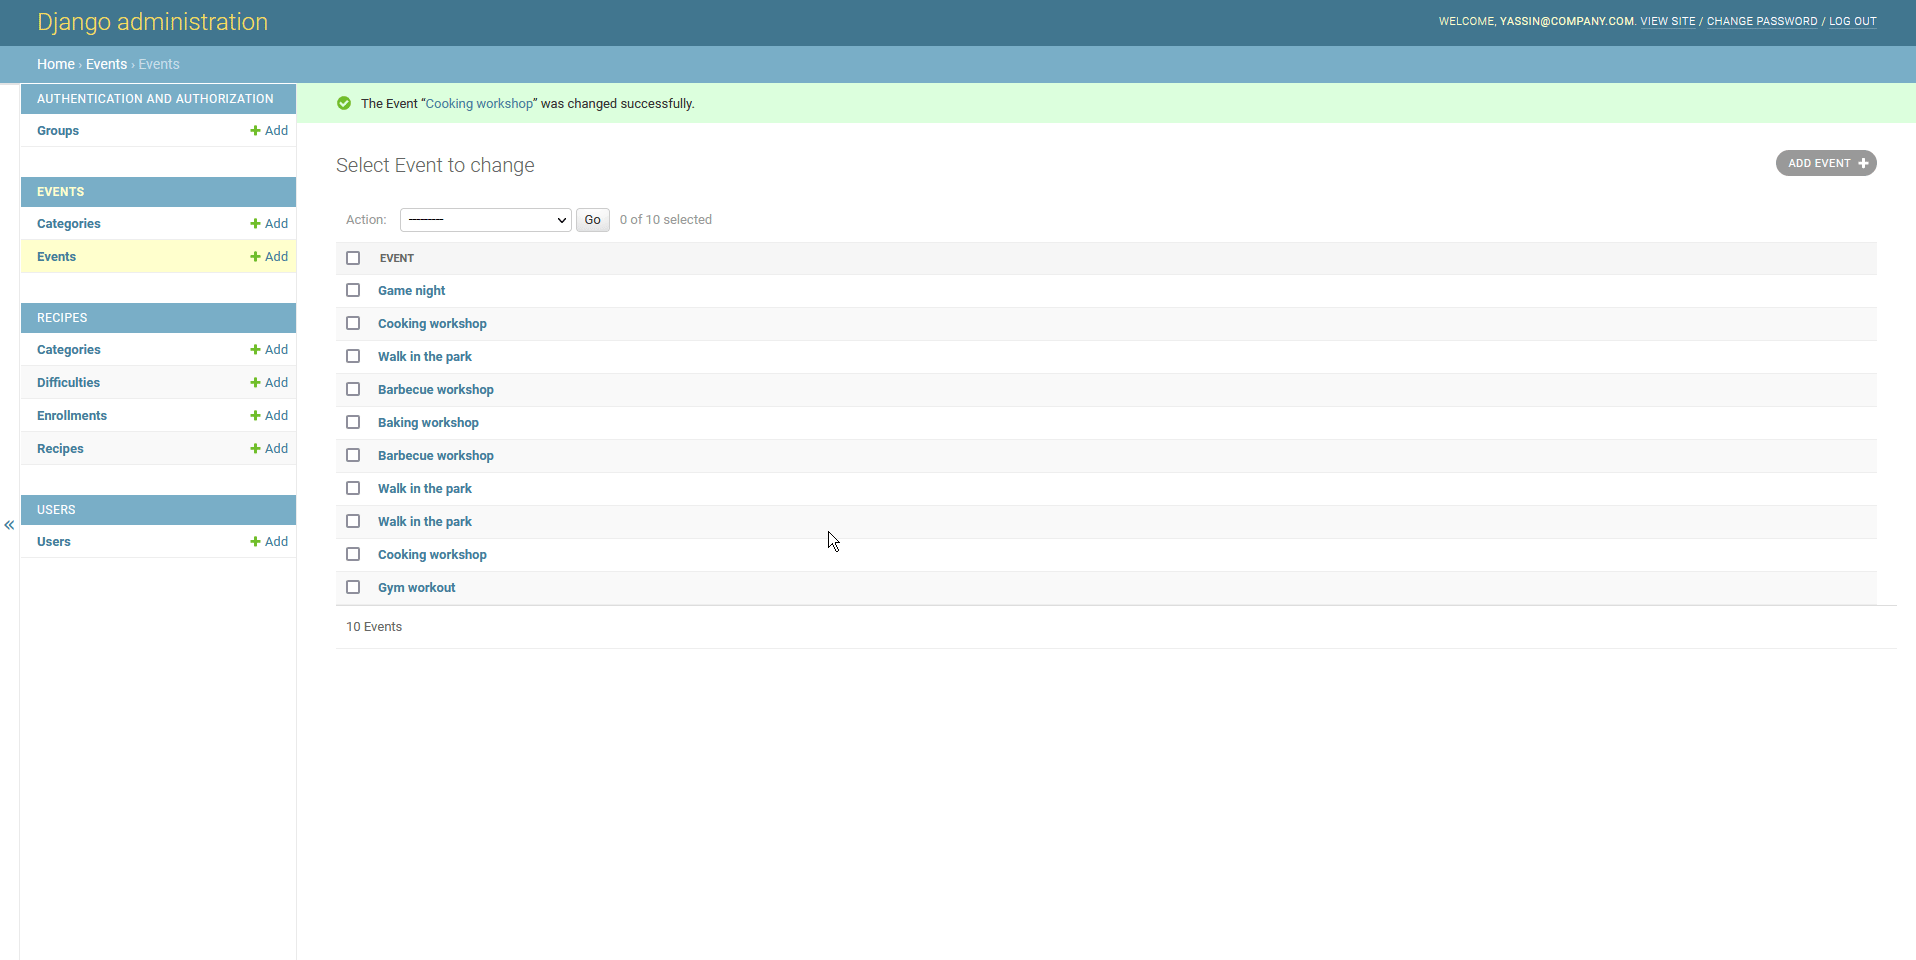 Django administration
WELCOME, YASSIN@COMPANY.COM. VIEW SITE / CHANGE PASSWORD / LOG OUT
Home › Events › Events
AUTHENTICATION AND AUTHORIZATION
Groups + Add
EVENTS
Categories + Add
Events + Add
RECIPES
Categories + Add
Difficulties + Add
Enrollments + Add
Recipes + Add
USERS
Users + Add
«
The Event “Cooking workshop” was changed successfully.
Select Event to change
ADD EVENT +
Action: --------- Go 0 of 10 selected
EVENT
Game night
Cooking workshop
Walk in the park
Barbecue workshop
Baking workshop
Barbecue workshop
Walk in the park
Walk in the park
Cooking workshop
Gym workout
10 Events